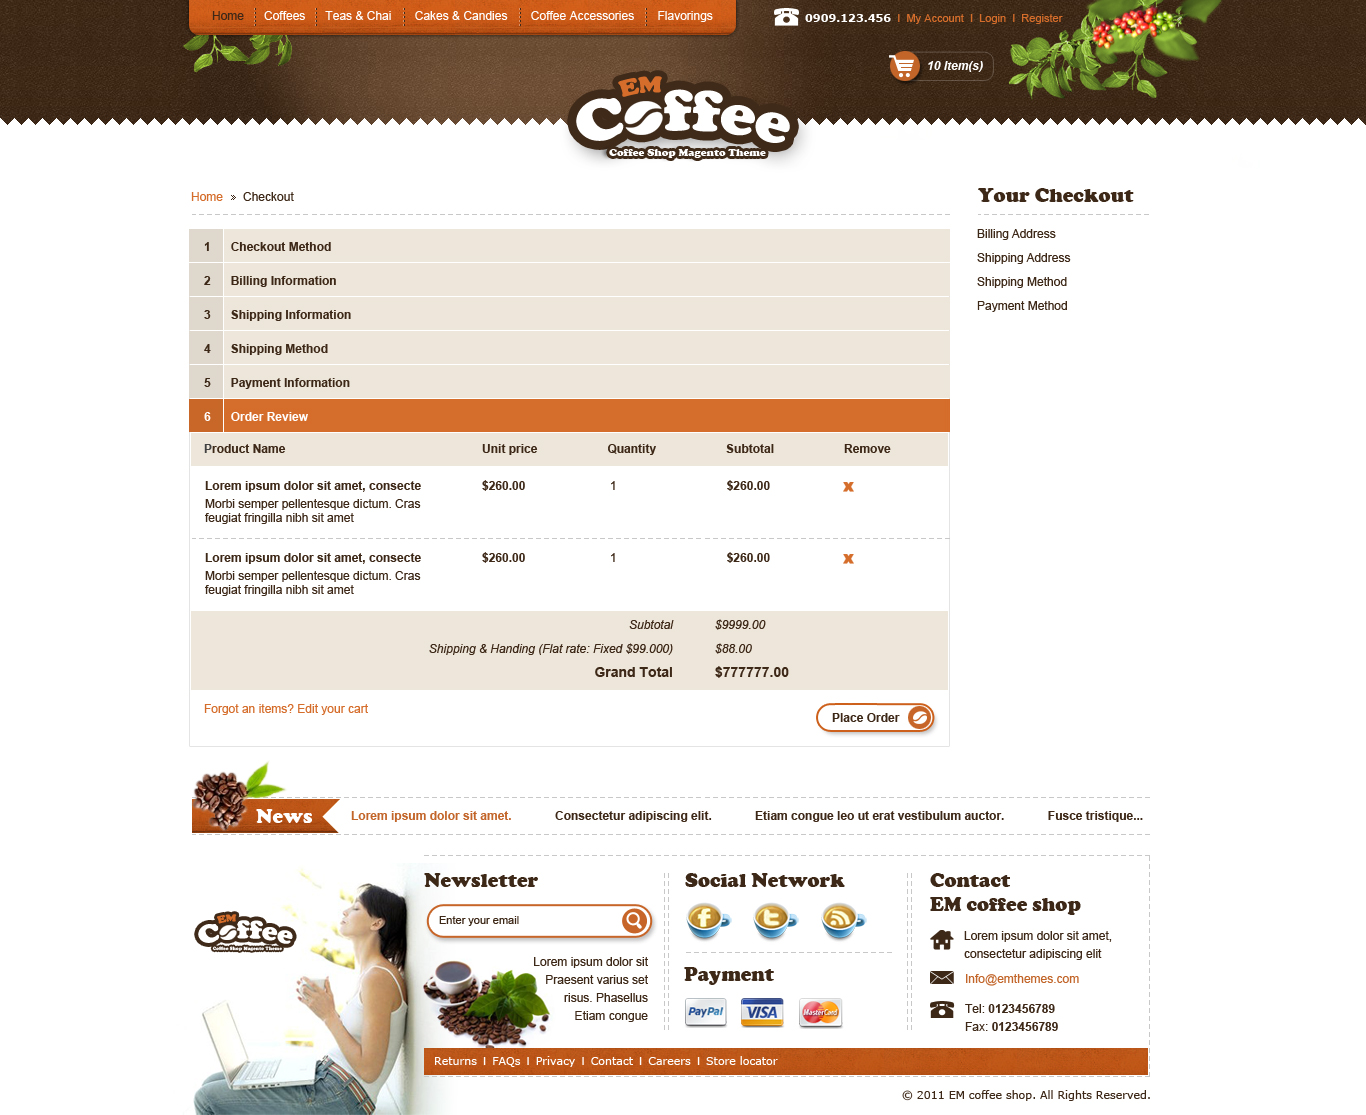 Home Coffees Teas & Chai Cakes & Candies Coffee Accessories Flavorings
0909.123.456 | My Account | Login | Register
10 Item(s)
EM
Coffee
Coffee Shop Magento Theme
Home » Checkout
1 Checkout Method
2 Billing Information
3 Shipping Information
4 Shipping Method
5 Payment Information
6 Order Review
Product Name Unit price Quantity Subtotal Remove
Lorem ipsum dolor sit amet, consecte $260.00 1 $260.00 X
Morbi semper pellentesque dictum. Cras
feugiat fringilla nibh sit amet
Lorem ipsum dolor sit amet, consecte $260.00 1 $260.00 X
Morbi semper pellentesque dictum. Cras
feugiat fringilla nibh sit amet
Subtotal $9999.00
Shipping & Handing (Flat rate: Fixed $99.000) $88.00
Grand Total $777777.00
Forgot an items? Edit your cart
Place Order
Your Checkout
Billing Address
Shipping Address
Shipping Method
Payment Method
News
Lorem ipsum dolor sit amet. Consectetur adipiscing elit. Etiam congue leo ut erat vestibulum auctor. Fusce tristique...
EM
Coffee
Coffee Shop Magento Theme
Newsletter
Enter your email
Lorem ipsum dolor sit
Praesent varius set
risus. Phasellus
Etiam congue
Social Network
f t
Payment
PayPal VISA MasterCard
Contact
EM coffee shop
Lorem ipsum dolor sit amet,
consectetur adipiscing elit
Info@emthemes.com
Tel: 0123456789
Fax: 0123456789
Returns | FAQs | Privacy | Contact | Careers | Store locator
© 2011 EM coffee shop. All Rights Reserved.